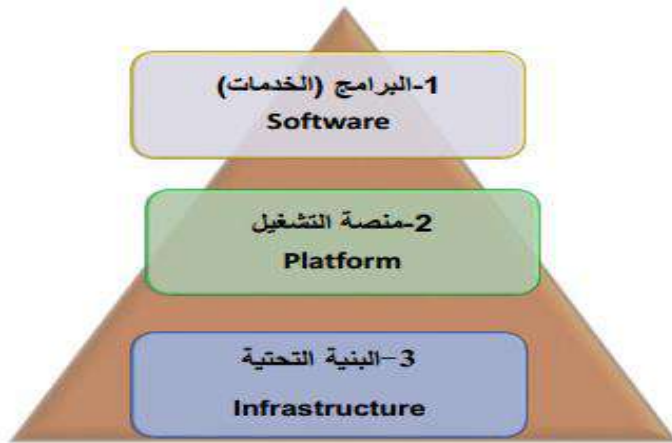 1-البرامج (الخدمات)
Software
2-منصة التشغيل
Platform
3-البنية التحتية
Infrastructure